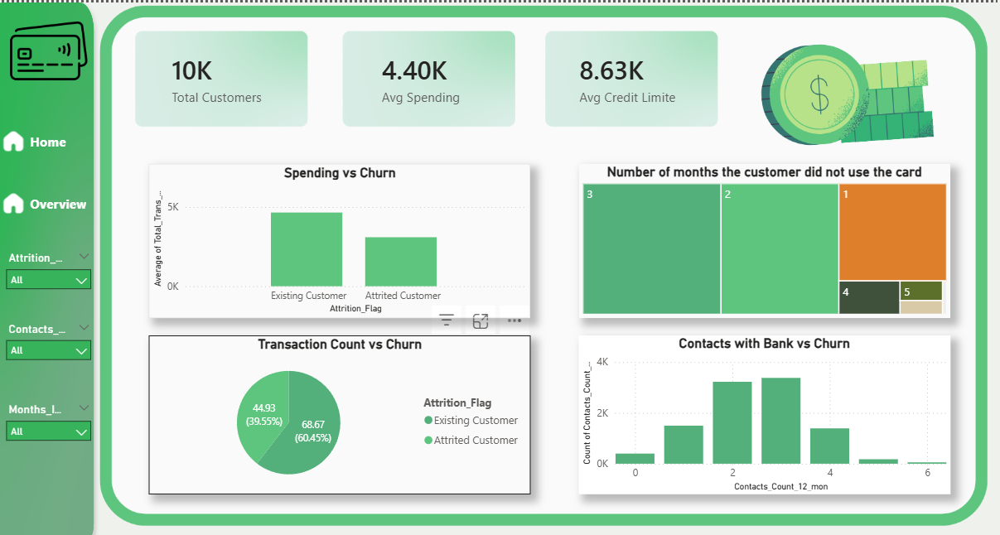 Home
Overview
Attrition_...
All
Contacts_...
All
Months_I...
All
10K
Total Customers
4.40K
Avg Spending
8.63K
Avg Credit Limite
$
Spending vs Churn
Average of Total_Trans_...
5K
0K
Existing Customer
Attrited Customer
Attrition_Flag
Number of months the customer did not use the card
3
2
1
4
5
Transaction Count vs Churn
44.93
(39.55%)
68.67
(60.45%)
Attrition_Flag
Existing Customer
Attrited Customer
Contacts with Bank vs Churn
Count of Contacts_Count_...
4K
2K
0K
0
2
4
6
Contacts_Count_12_mon